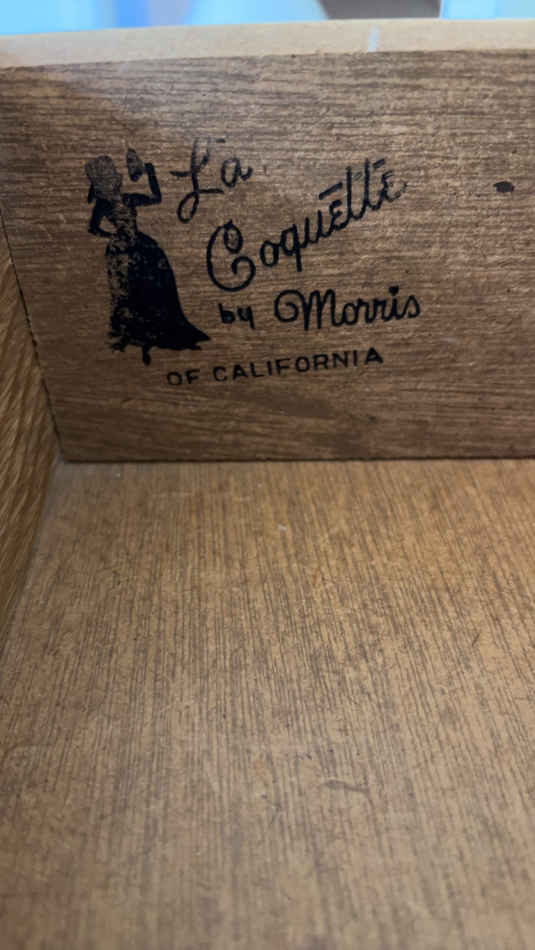 La
Coquette
by Morris
OF CALIFORNIA